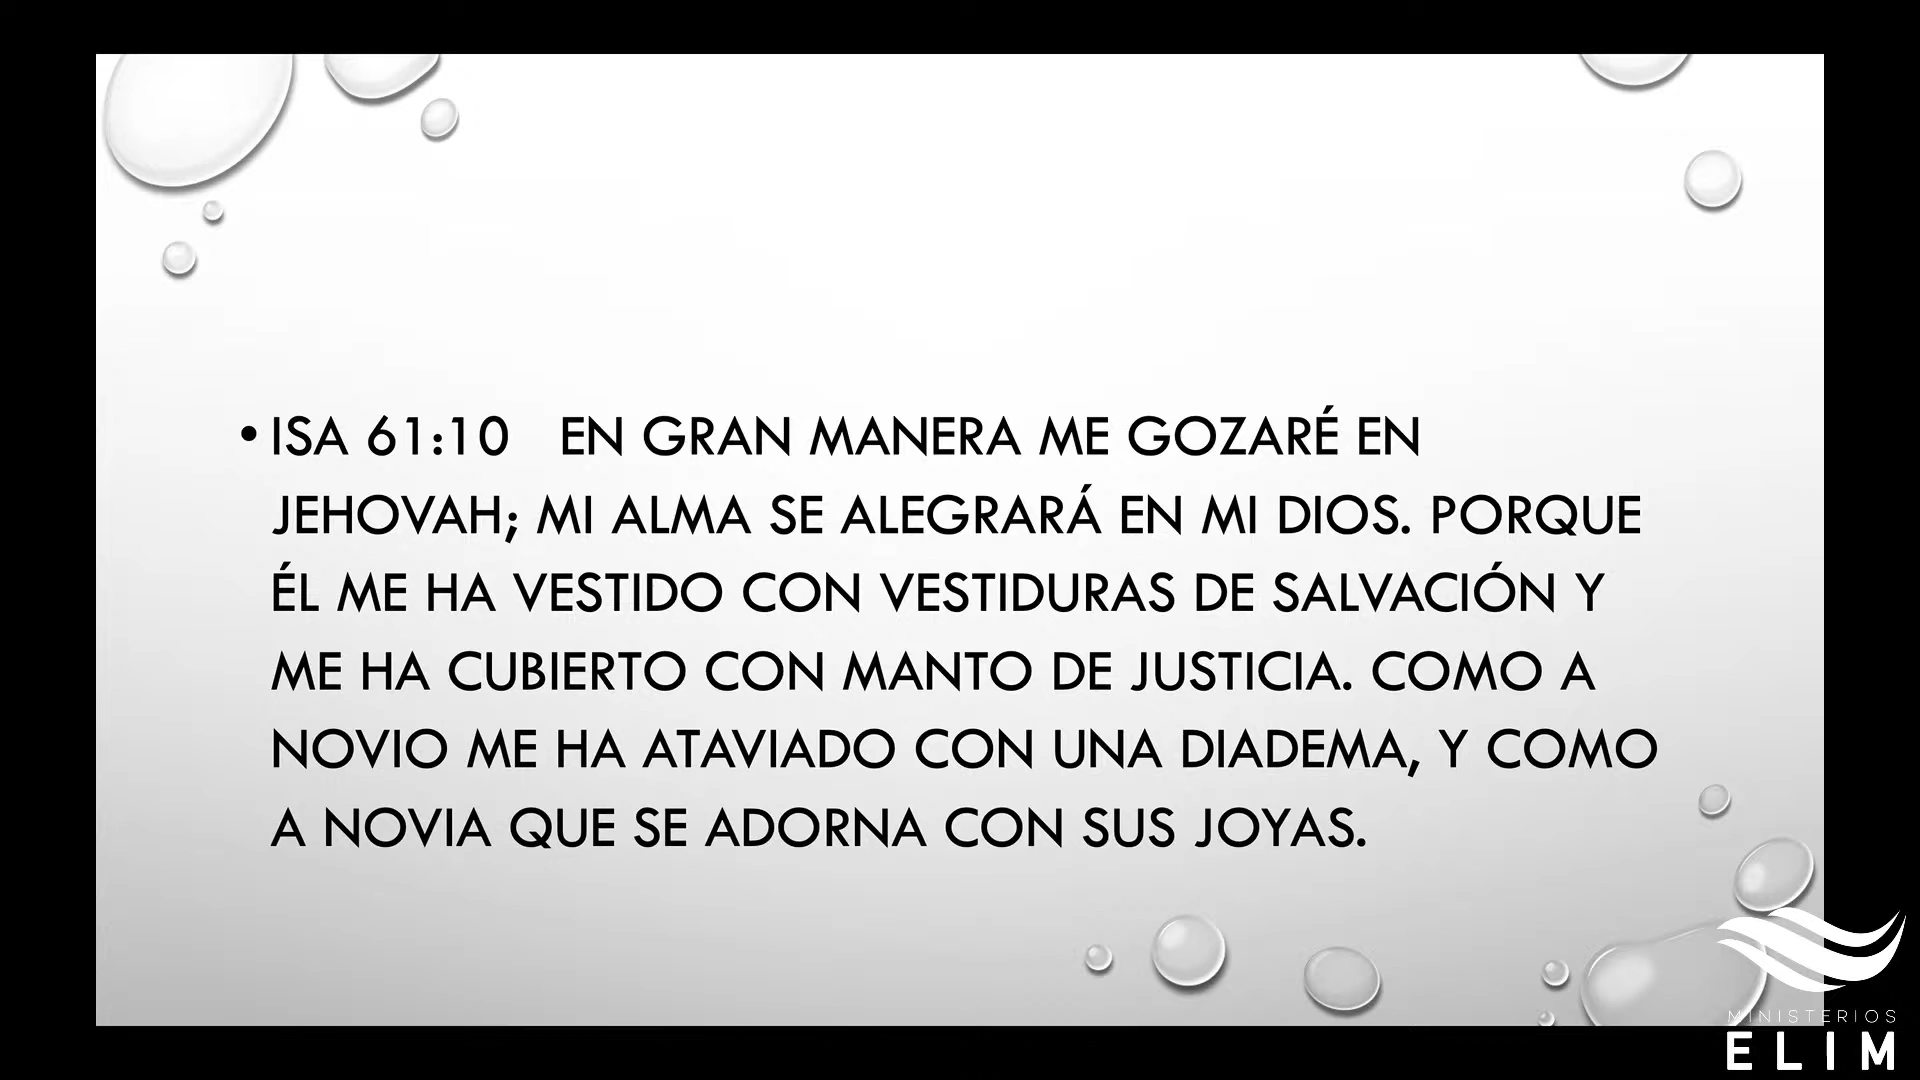 • ISA 61:10 EN GRAN MANERA ME GOZARÉ EN
JEHOVAH; MI ALMA SE ALEGRARÁ EN MI DIOS. PORQUE
ÉL ME HA VESTIDO CON VESTIDURAS DE SALVACIÓN Y
ME HA CUBIERTO CON MANTO DE JUSTICIA. COMO A
NOVIO ME HA ATAVIADO CON UNA DIADEMA, Y COMO
A NOVIA QUE SE ADORNA CON SUS JOYAS.
MINISTERIOS
ÉLIM